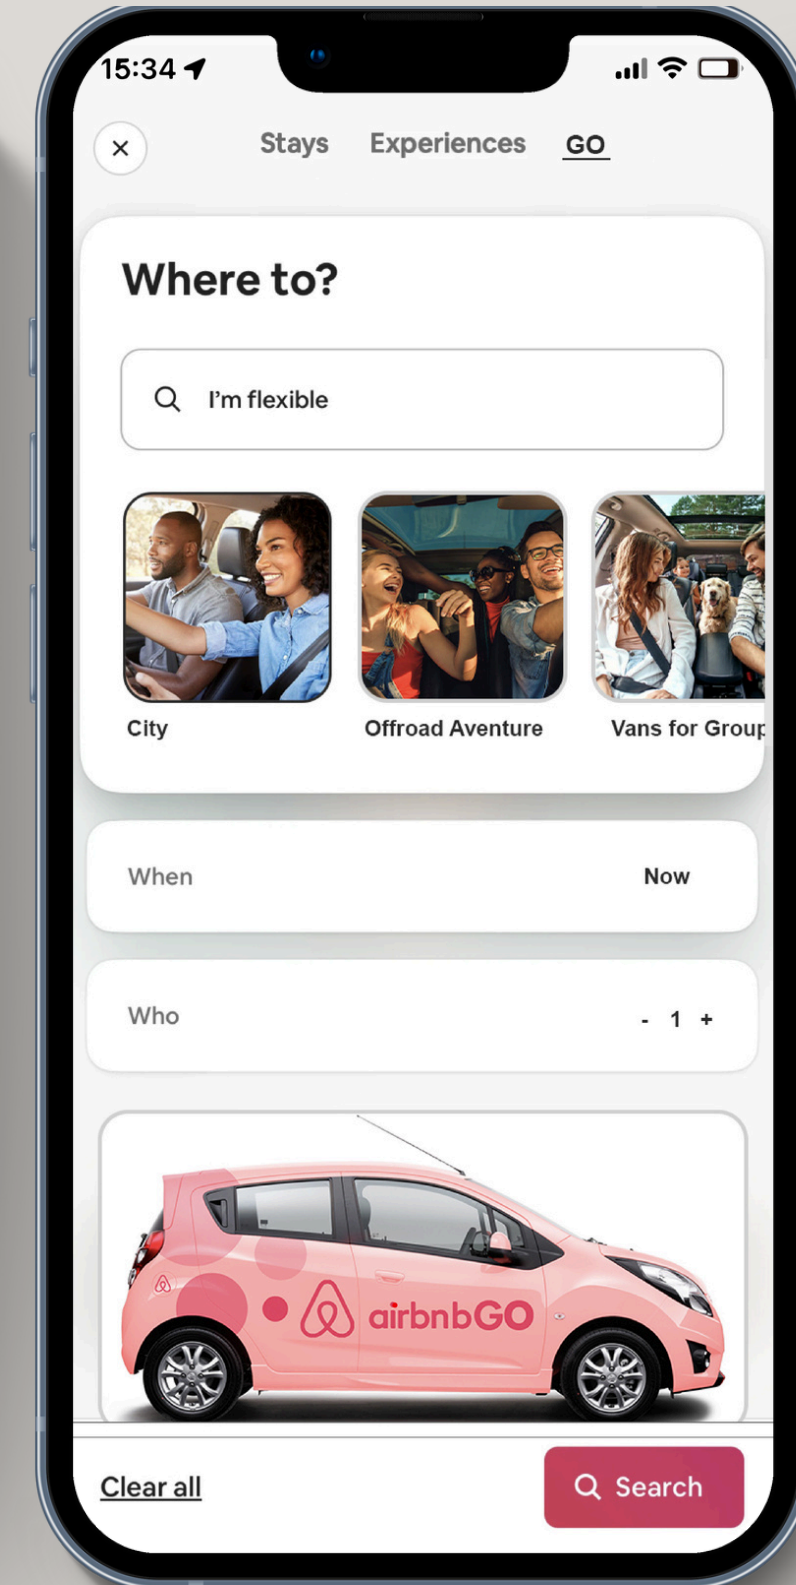 15:34
Stays Experiences GO
Where to?
I'm flexible
City Offroad Aventure Vans for Group
When Now
Who - 1 +
airbnbGO
Clear all Search